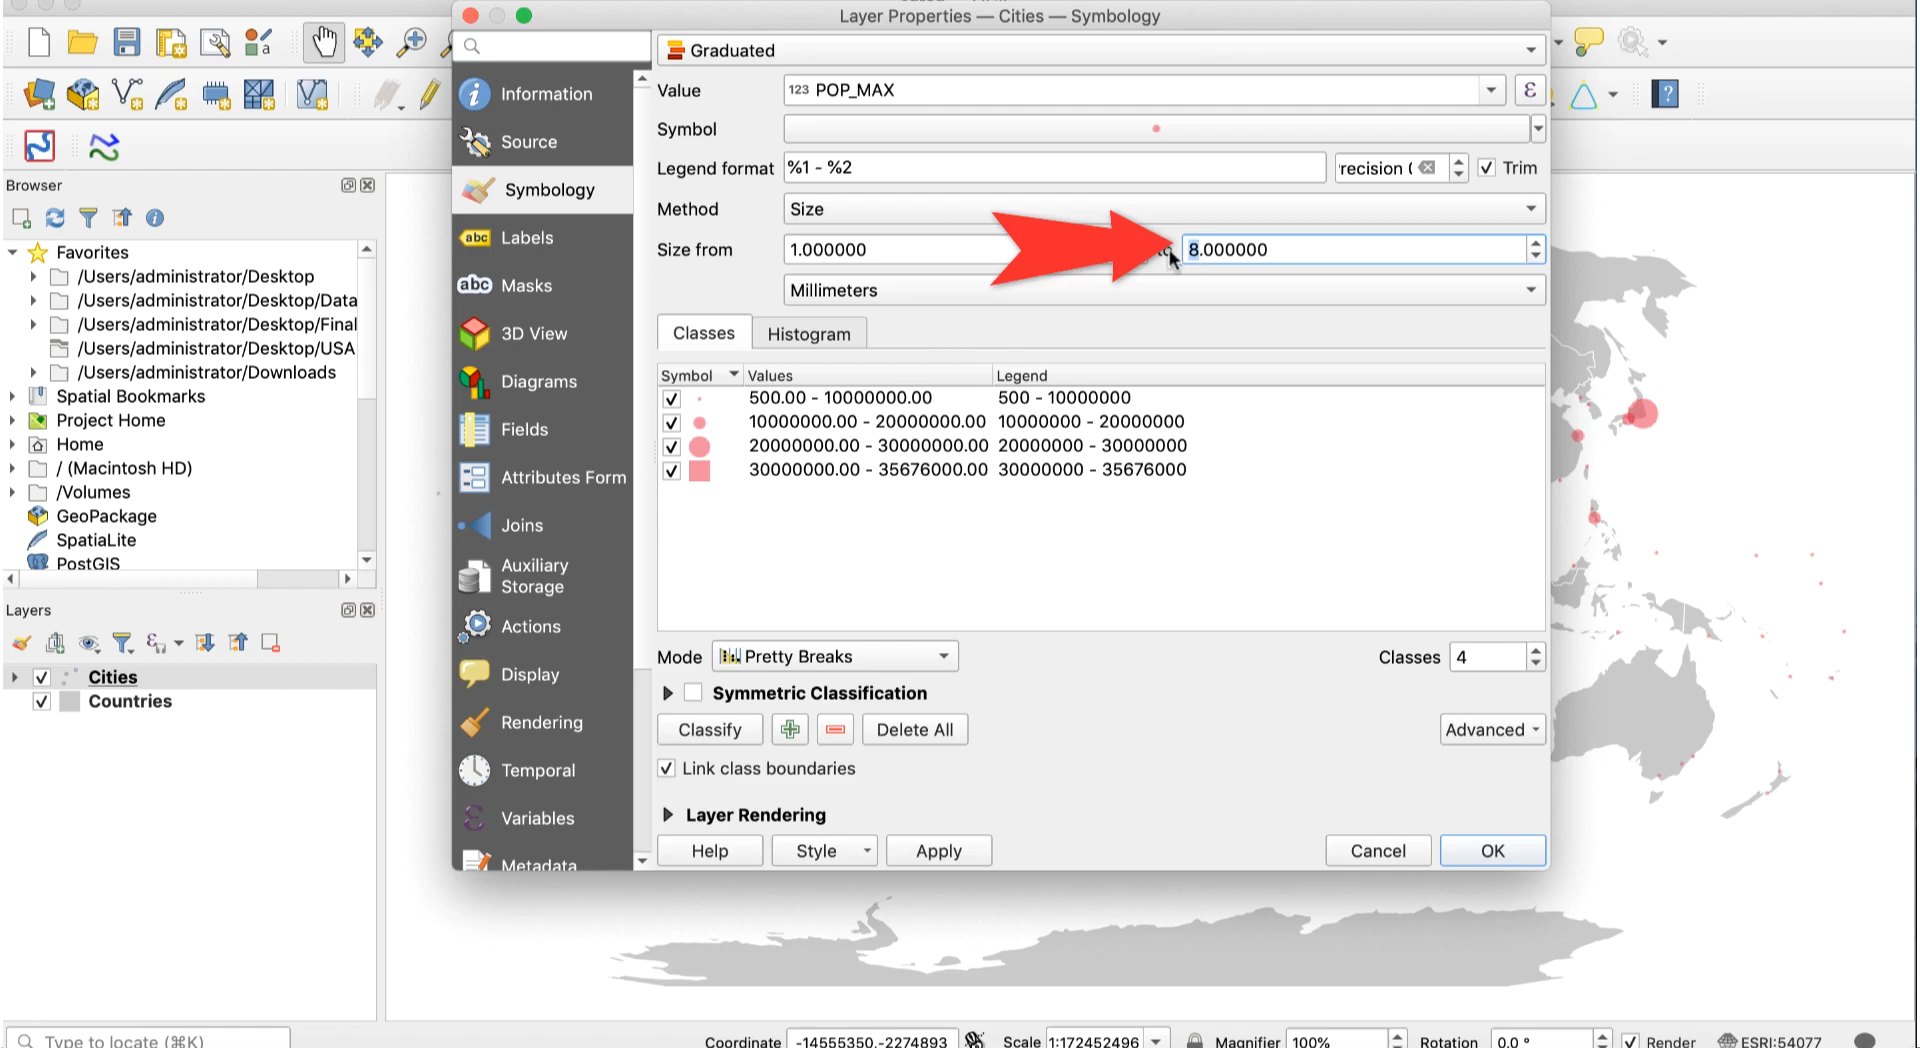 Layer Properties — Cities — Symbology
Graduated
Value
123 POP_MAX
ε
Symbol
Legend format
%1 - %2
recision (
Trim
Method
Size
Size from
1.000000
8.000000
Millimeters
Classes
Histogram
Symbol
Values
Legend
500.00 - 10000000.00
500 - 10000000
10000000.00 - 20000000.00
10000000 - 20000000
20000000.00 - 30000000.00
20000000 - 30000000
30000000.00 - 35676000.00
30000000 - 35676000
Mode
Pretty Breaks
Classes
4
Symmetric Classification
Classify
Delete All
Advanced
Link class boundaries
Layer Rendering
Help
Style
Apply
Cancel
OK
Information
Source
Symbology
abc Labels
abc Masks
3D View
Diagrams
Fields
Attributes Form
Joins
Auxiliary
Storage
Actions
Display
Rendering
Temporal
Variables
Metadata
Browser
Favorites
/Users/administrator/Desktop
/Users/administrator/Desktop/Data
/Users/administrator/Desktop/Final
/Users/administrator/Desktop/USA
/Users/administrator/Downloads
Spatial Bookmarks
Project Home
Home
/ (Macintosh HD)
/Volumes
GeoPackage
SpatiaLite
PostGIS
Layers
Cities
Countries
Type to locate (⌘K)
Coordinate
-14555350,-2274893
Scale
1:172452496
Magnifier
100%
Rotation
0.0 °
Render
ESRI:54077